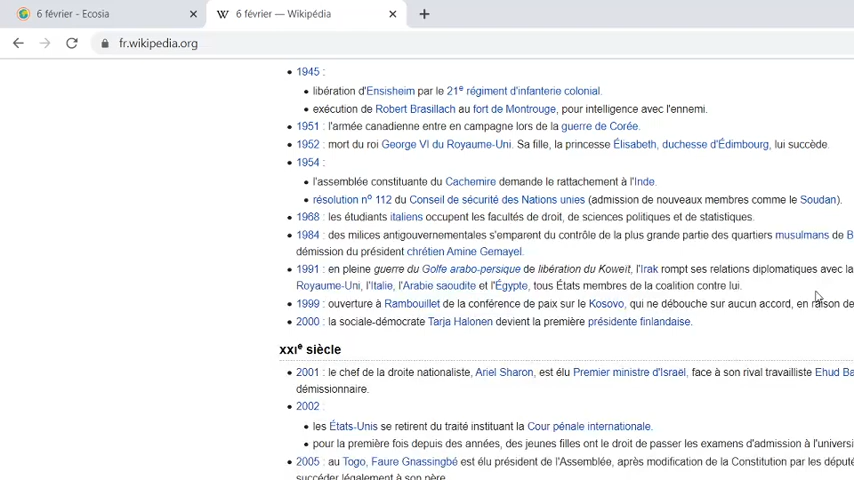 6 février - Ecosia
6 février — Wikipédia
fr.wikipedia.org
1945 :
libération d'Ensisheim par le 21e régiment d'infanterie colonial.
exécution de Robert Brasillach au fort de Montrouge, pour intelligence avec l'ennemi.
1951 : l'armée canadienne entre en campagne lors de la guerre de Corée.
1952 : mort du roi George VI du Royaume-Uni. Sa fille, la princesse Élisabeth, duchesse d'Édimbourg, lui succède.
1954 :
l'assemblée constituante du Cachemire demande le rattachement à l'Inde.
résolution no 112 du Conseil de sécurité des Nations unies (admission de nouveaux membres comme le Soudan).
1968 : les étudiants italiens occupent les facultés de droit, de sciences politiques et de statistiques.
1984 : des milices antigouvernementales s'emparent du contrôle de la plus grande partie des quartiers musulmans de B
démission du président chrétien Amine Gemayel.
1991 : en pleine guerre du Golfe arabo-persique de libération du Koweït, l'Irak rompt ses relations diplomatiques avec la
Royaume-Uni, l'Italie, l'Arabie saoudite et l'Égypte, tous États membres de la coalition contre lui.
1999 : ouverture à Rambouillet de la conférence de paix sur le Kosovo, qui ne débouche sur aucun accord, en raison de
2000 : la sociale-démocrate Tarja Halonen devient la première présidente finlandaise.
XXIe siècle
2001 : le chef de la droite nationaliste, Ariel Sharon, est élu Premier ministre d'Israël, face à son rival travailliste Ehud Ba
démissionnaire.
2002 :
les États-Unis se retirent du traité instituant la Cour pénale internationale.
pour la première fois depuis des années, des jeunes filles ont le droit de passer les examens d'admission à l'universi
2005 : au Togo, Faure Gnassingbé est élu président de l'Assemblée, après modification de la Constitution par les député
succéder légalement à son père.